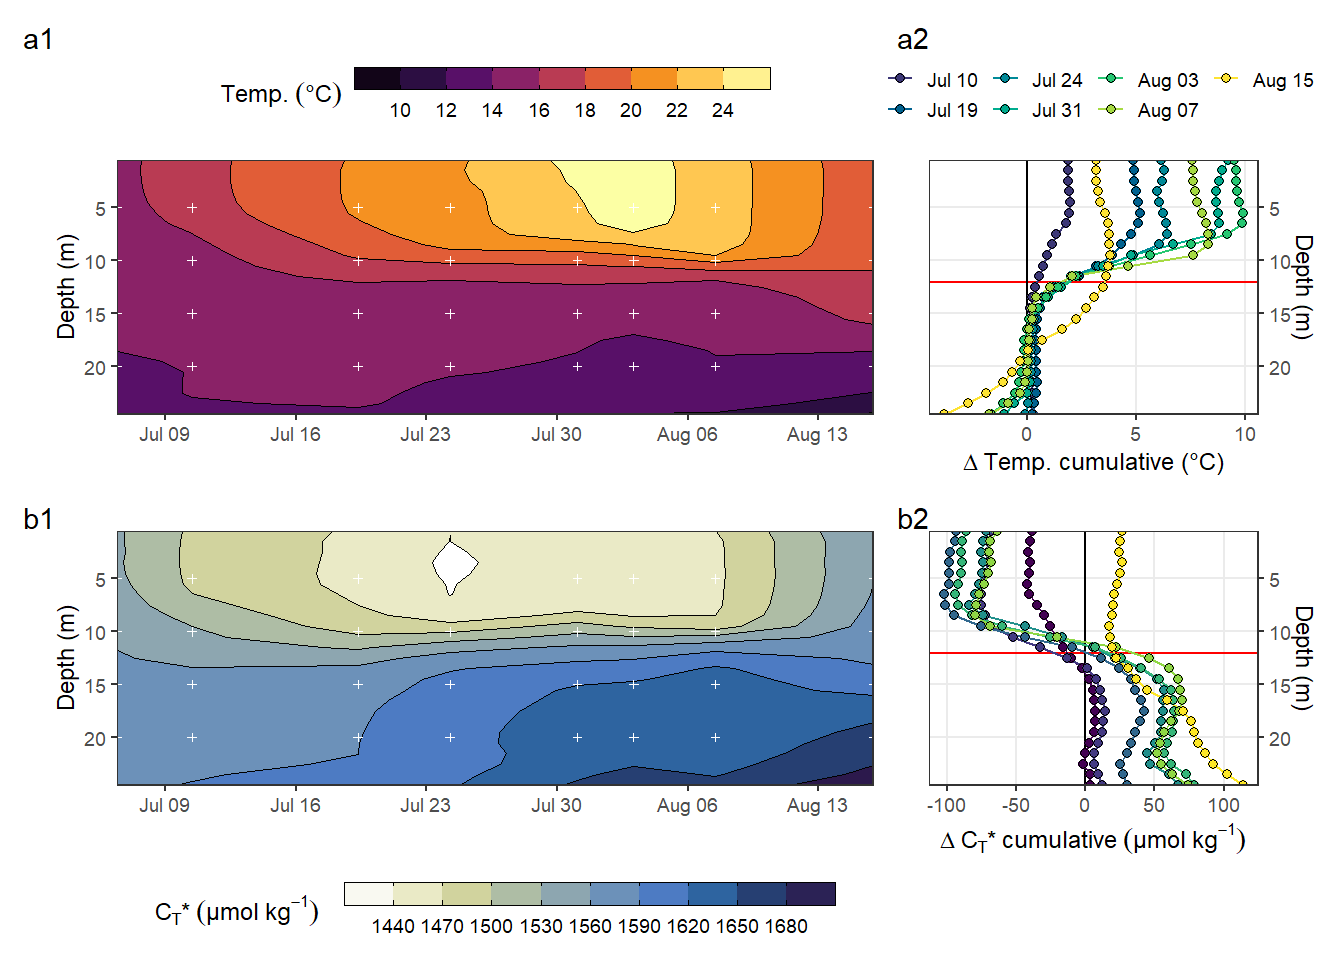 a1
a2
Temp. (°C)
10 12 14 16 18 20 22 24
Jul 10 Jul 24 Aug 03 Aug 15
Jul 19 Jul 31 Aug 07
Depth (m)
5
10
15
20
Jul 09 Jul 16 Jul 23 Jul 30 Aug 06 Aug 13
5
10
15
20
Depth (m)
0 5 10
Δ Temp. cumulative (°C)
b1
b2
Depth (m)
5
10
15
20
Jul 09 Jul 16 Jul 23 Jul 30 Aug 06 Aug 13
5
10
15
20
Depth (m)
-100 -50 0 50 100
Δ C_T* cumulative (µmol kg⁻¹)
C_T* (µmol kg⁻¹)
1440 1470 1500 1530 1560 1590 1620 1650 1680